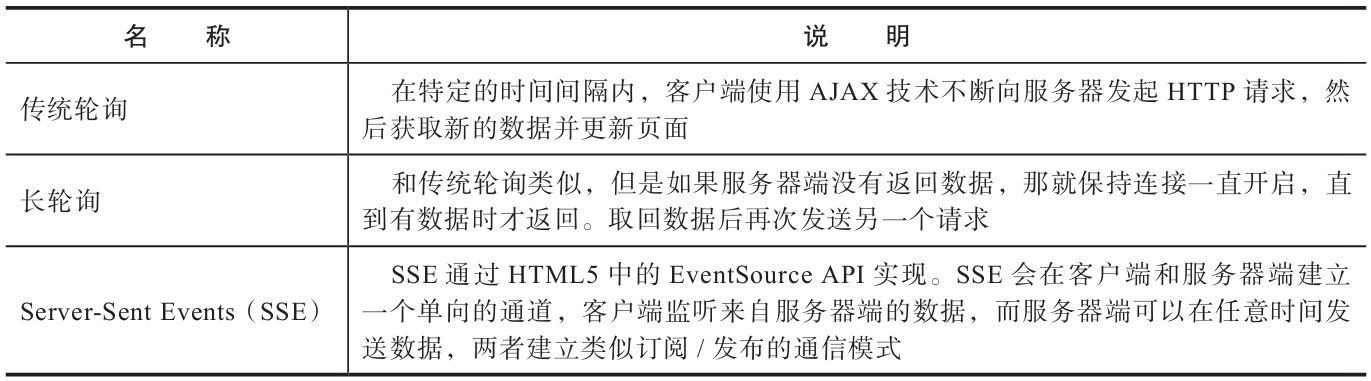 名 称 说 明
传统轮询
在特定的时间间隔内，客户端使用 AJAX 技术不断向服务器发起 HTTP 请求，然
后获取新的数据并更新页面
长轮询
和传统轮询类似，但是如果服务器端没有返回数据，那就保持连接一直开启，直
到有数据时才返回。取回数据后再次发送另一个请求
Server-Sent Events（SSE）
SSE 通过 HTML5 中的 EventSource API 实现。SSE 会在客户端和服务器端建立
一个单向的通道，客户端监听来自服务器端的数据，而服务器端可以在任意时间发
送数据，两者建立类似订阅 / 发布的通信模式